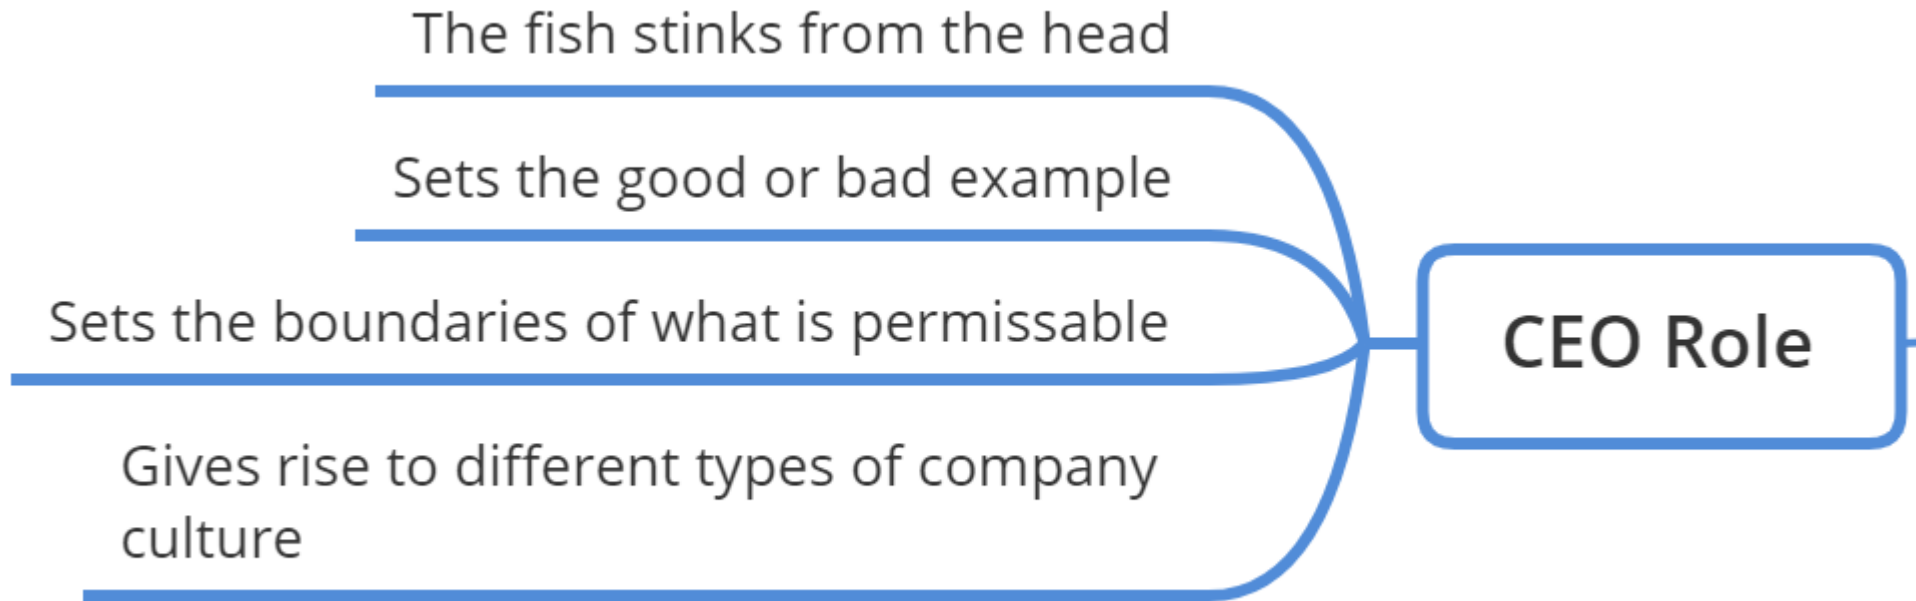 The fish stinks from the head
Sets the good or bad example
Sets the boundaries of what is permissable
Gives rise to different types of company
culture
CEO Role